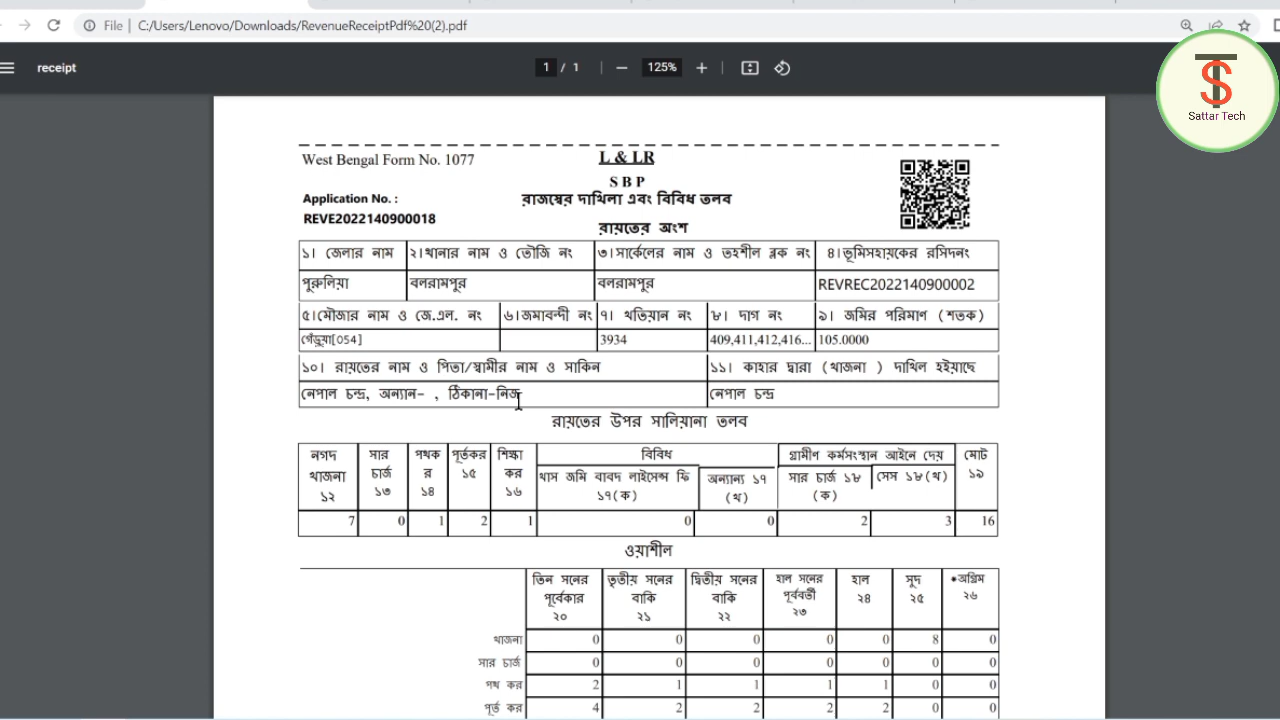 File | C:/Users/Lenovo/Downloads/RevenueReceiptPdf%20(2).pdf
receipt
1 / 1
125%
Sattar Tech
West Bengal Form No. 1077
L & LR
S B P
Application No. :
রাজস্বের দাখিলা এবং বিবিধ তলব
REVE2022140900018
রায়তের অংশ
১। জেলার নাম ২।থানার নাম ও তৌজি নং ৩।সার্কেলের নাম ও তহশীল ব্লক নং ৪।ভূমিসহায়কের রসিদনং
পুরুলিয়া বলরামপুর বলরামপুর REVREC2022140900002
৫।মৌজার নাম ও জে.এল. নং ৬।জমাবন্দী নং ৭। খতিয়ান নং ৮। দাগ নং ৯। জমির পরিমাণ (শতক)
গেঁড়ুয়া[054] 3934 409,411,412,416... 105.0000
১০। রায়তের নাম ও পিতা/স্বামীর নাম ও সাকিন ১১। কাহার দ্বারা (খাজনা ) দাখিল হইয়াছে
নেপাল চন্দ্র, অন্যান- , ঠিকানা-নিজ নেপাল চন্দ্র
রায়তের উপর সালিয়ানা তলব
নগদ খাজনা ১২ সার চার্জ ১৩ পথকর ১৪ পূর্তকর ১৫ শিক্ষা কর ১৬ বিবিধ গ্রামীণ কর্মসংস্থান আইনে দেয় মোট ১৯
খাস জমি বাবদ লাইসেন্স ফি ১৭(ক) অন্যান্য ১৭ (খ) সার চার্জ ১৮ (ক) সেস ১৮(খ)
7 0 1 2 1 0 0 2 3 16
ওয়াশীল
তিন সনের পূর্বেকার ২০ তৃতীয় সনের বাকি ২১ দ্বিতীয় সনের বাকি ২২ হাল সনের পূর্ববর্তী ২৩ হাল ২৪ সুদ ২৫ *অগ্রিম ২৬
খাজনা 0 0 0 0 0 8 0
সার চার্জ 0 0 0 0 0 0 0
পথ কর 2 1 1 1 1 0 0
পূর্ত কর 4 2 2 2 2 0 0